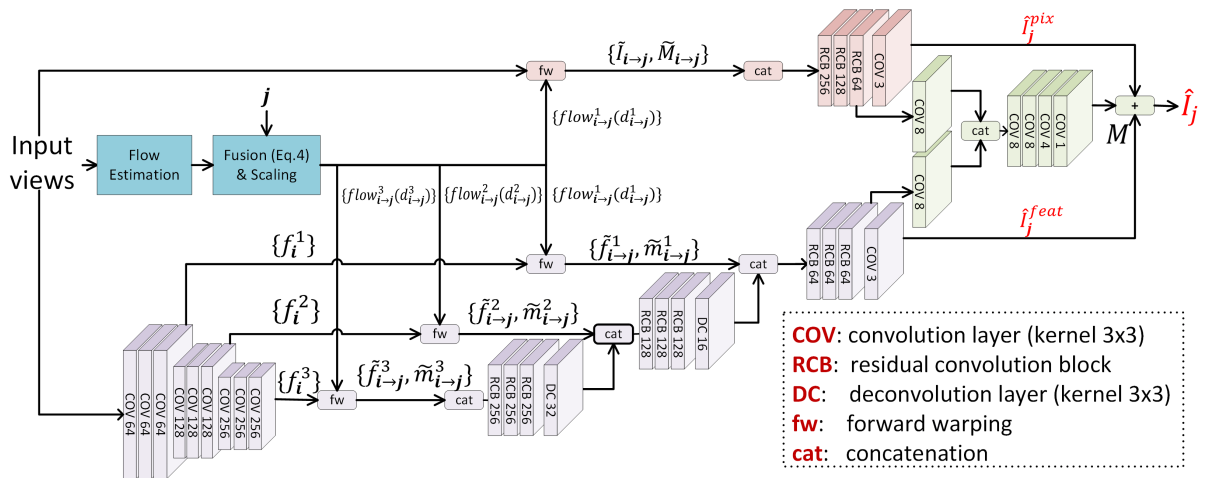 Input views
j
Flow Estimation
Fusion (Eq.4) & Scaling
fw
{Ĩ_{i→j}, M̃_{i→j}}
cat
RCB 256
RCB 128
RCB 64
COV 3
Î_j^{pix}
COV 8
COV 8
cat
COV 8
COV 8
COV 4
COV 1
+
M
Î_j
{flow^1_{i→j}(d^1_{i→j})}
{flow^3_{i→j}(d^3_{i→j})}
{flow^2_{i→j}(d^2_{i→j})}
{flow^1_{i→j}(d^1_{i→j})}
{f_i^1}
fw
{f̃^1_{i→j}, m̃^1_{i→j}}
cat
RCB 64
RCB 64
RCB 64
COV 3
Î_j^{feat}
{f_i^2}
fw
{f̃^2_{i→j}, m̃^2_{i→j}}
cat
RCB 128
RCB 128
RCB 128
DC 16
COV 64
COV 64
COV 64
COV 128
COV 128
COV 128
COV 256
COV 256
COV 256
{f_i^3}
fw
{f̃^3_{i→j}, m̃^3_{i→j}}
cat
RCB 256
RCB 256
RCB 256
DC 32
COV: convolution layer (kernel 3x3)
RCB: residual convolution block
DC: deconvolution layer (kernel 3x3)
fw: forward warping
cat: concatenation